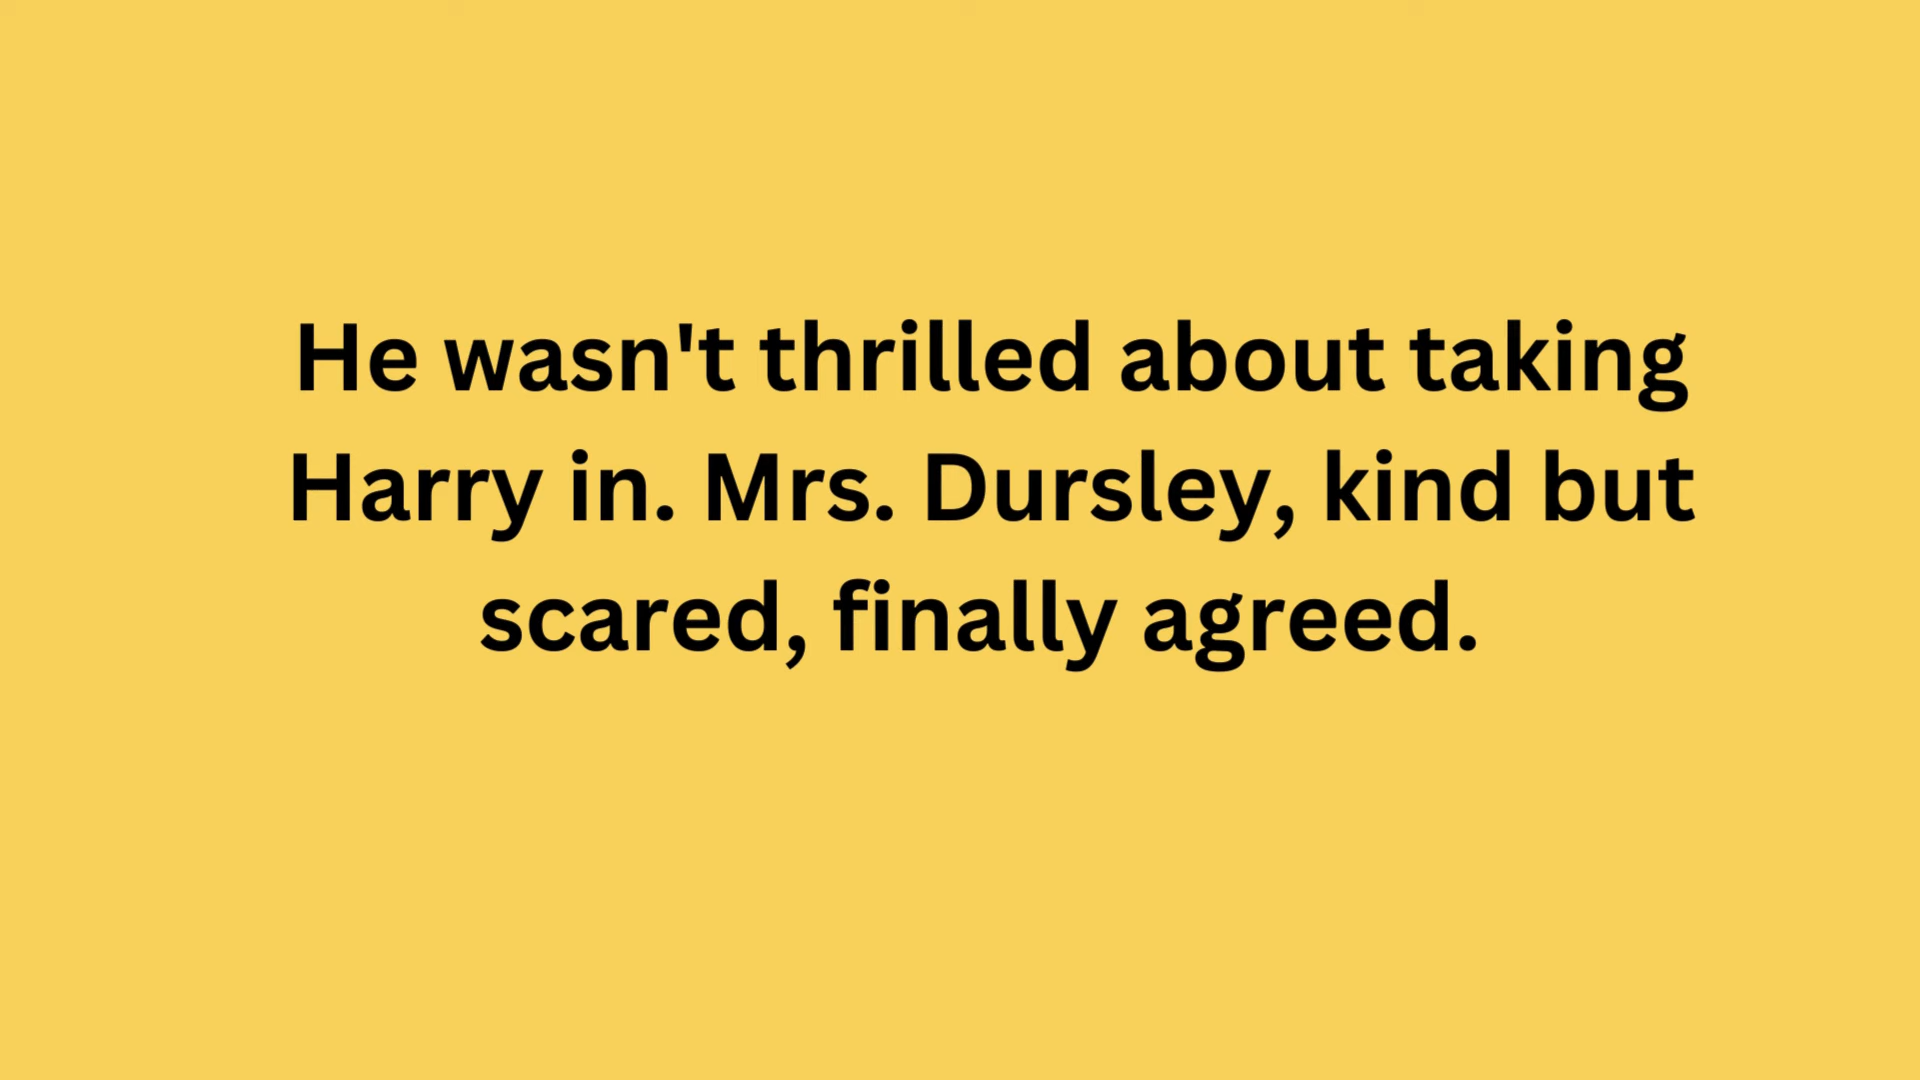 He wasn't thrilled about taking
Harry in. Mrs. Dursley, kind but
scared, finally agreed.